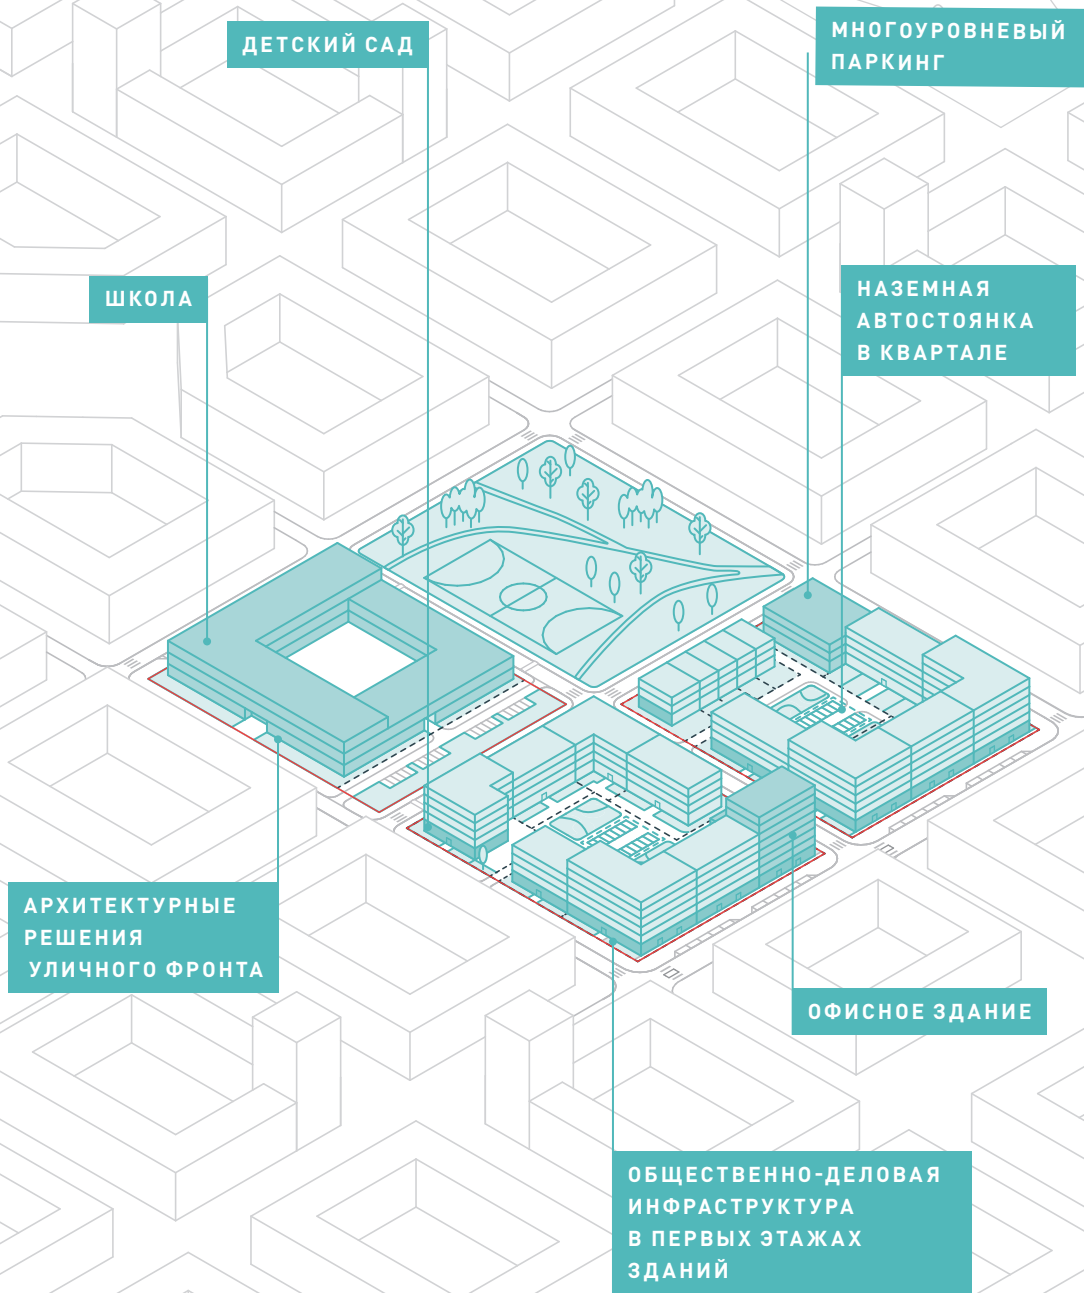 ДЕТСКИЙ САД
МНОГОУРОВНЕВЫЙ
ПАРКИНГ
ШКОЛА
НАЗЕМНАЯ
АВТОСТОЯНКА
В КВАРТАЛЕ
АРХИТЕКТУРНЫЕ
РЕШЕНИЯ
УЛИЧНОГО ФРОНТА
ОФИСНОЕ ЗДАНИЕ
ОБЩЕСТВЕННО-ДЕЛОВАЯ
ИНФРАСТРУКТУРА
В ПЕРВЫХ ЭТАЖАХ
ЗДАНИЙ